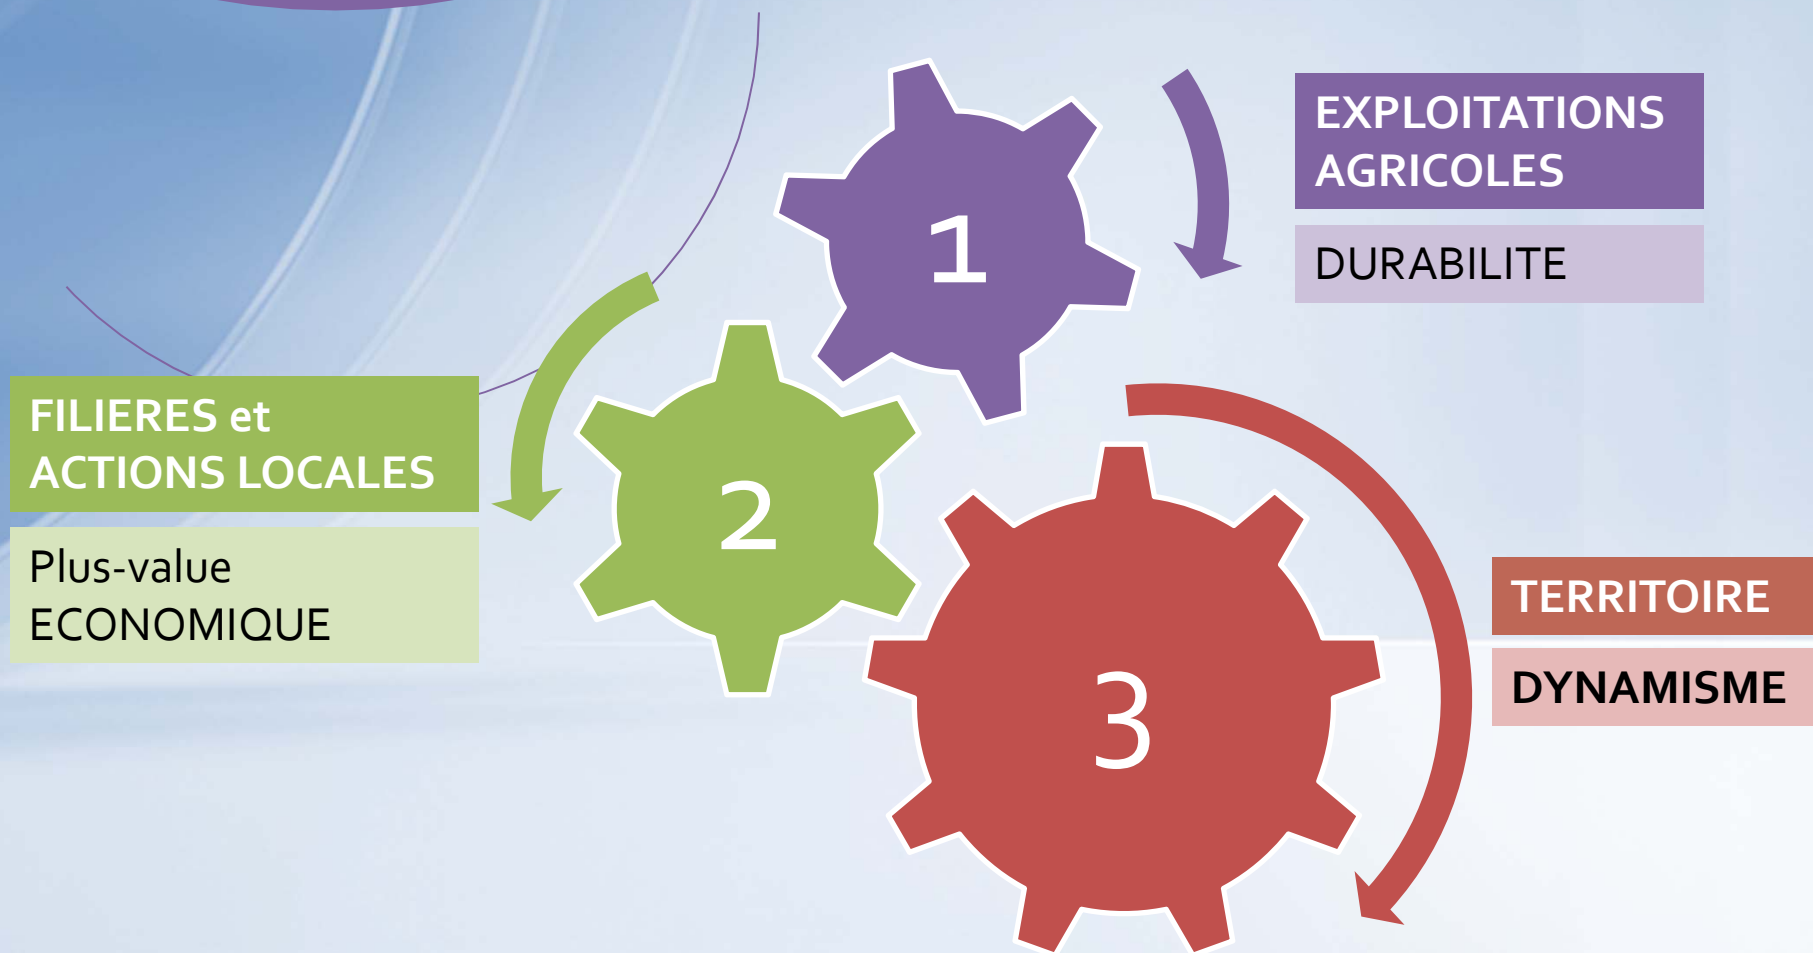 1
EXPLOITATIONS
AGRICOLES
DURABILITE
FILIERES et
ACTIONS LOCALES
Plus-value
ECONOMIQUE
2
3
TERRITOIRE
DYNAMISME